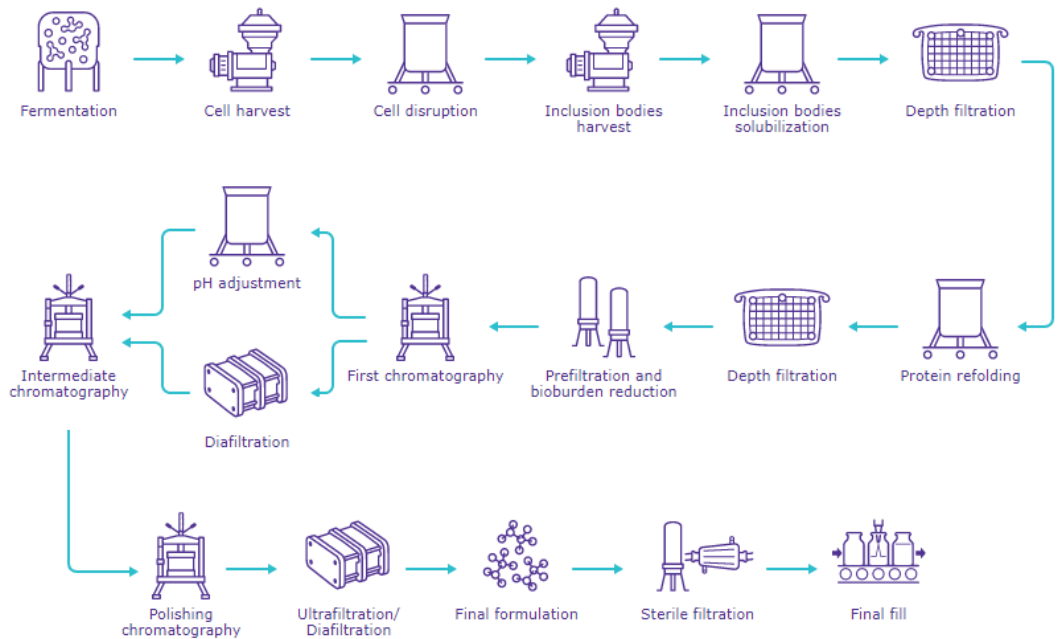 Fermentation
Cell harvest
Cell disruption
Inclusion bodies
harvest
Inclusion bodies
solubilization
Depth filtration
pH adjustment
Intermediate
chromatography
Diafiltration
First chromatography
Prefiltration and
bioburden reduction
Depth filtration
Protein refolding
Polishing
chromatography
Ultrafiltration/
Diafiltration
Final formulation
Sterile filtration
Final fill